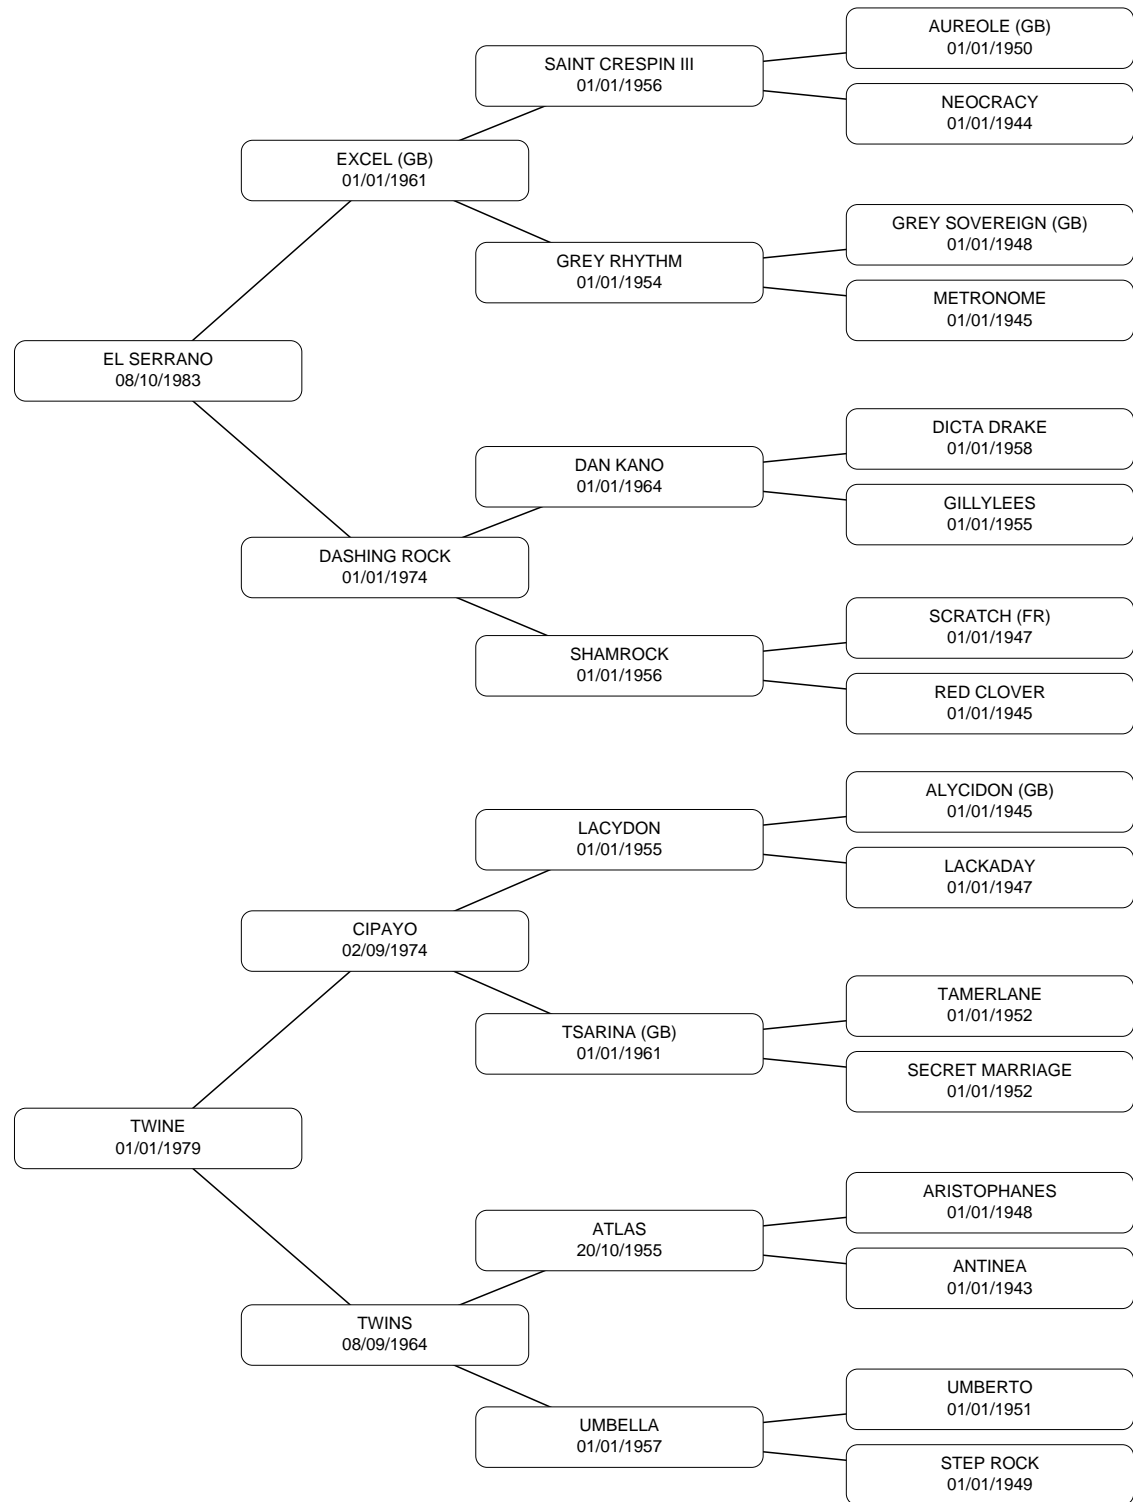 AUREOLE (GB)
01/01/1950
SAINT CRESPIN III
01/01/1956
NEOCRACY
01/01/1944
EXCEL (GB)
01/01/1961
GREY SOVEREIGN (GB)
01/01/1948
GREY RHYTHM
01/01/1954
METRONOME
01/01/1945
EL SERRANO
08/10/1983
DICTA DRAKE
01/01/1958
DAN KANO
01/01/1964
GILLYLEES
01/01/1955
DASHING ROCK
01/01/1974
SCRATCH (FR)
01/01/1947
SHAMROCK
01/01/1956
RED CLOVER
01/01/1945
ALYCIDON (GB)
01/01/1945
LACYDON
01/01/1955
LACKADAY
01/01/1947
CIPAYO
02/09/1974
TAMERLANE
01/01/1952
TSARINA (GB)
01/01/1961
SECRET MARRIAGE
01/01/1952
TWINE
01/01/1979
ARISTOPHANES
01/01/1948
ATLAS
20/10/1955
ANTINEA
01/01/1943
TWINS
08/09/1964
UMBERTO
01/01/1951
UMBELLA
01/01/1957
STEP ROCK
01/01/1949